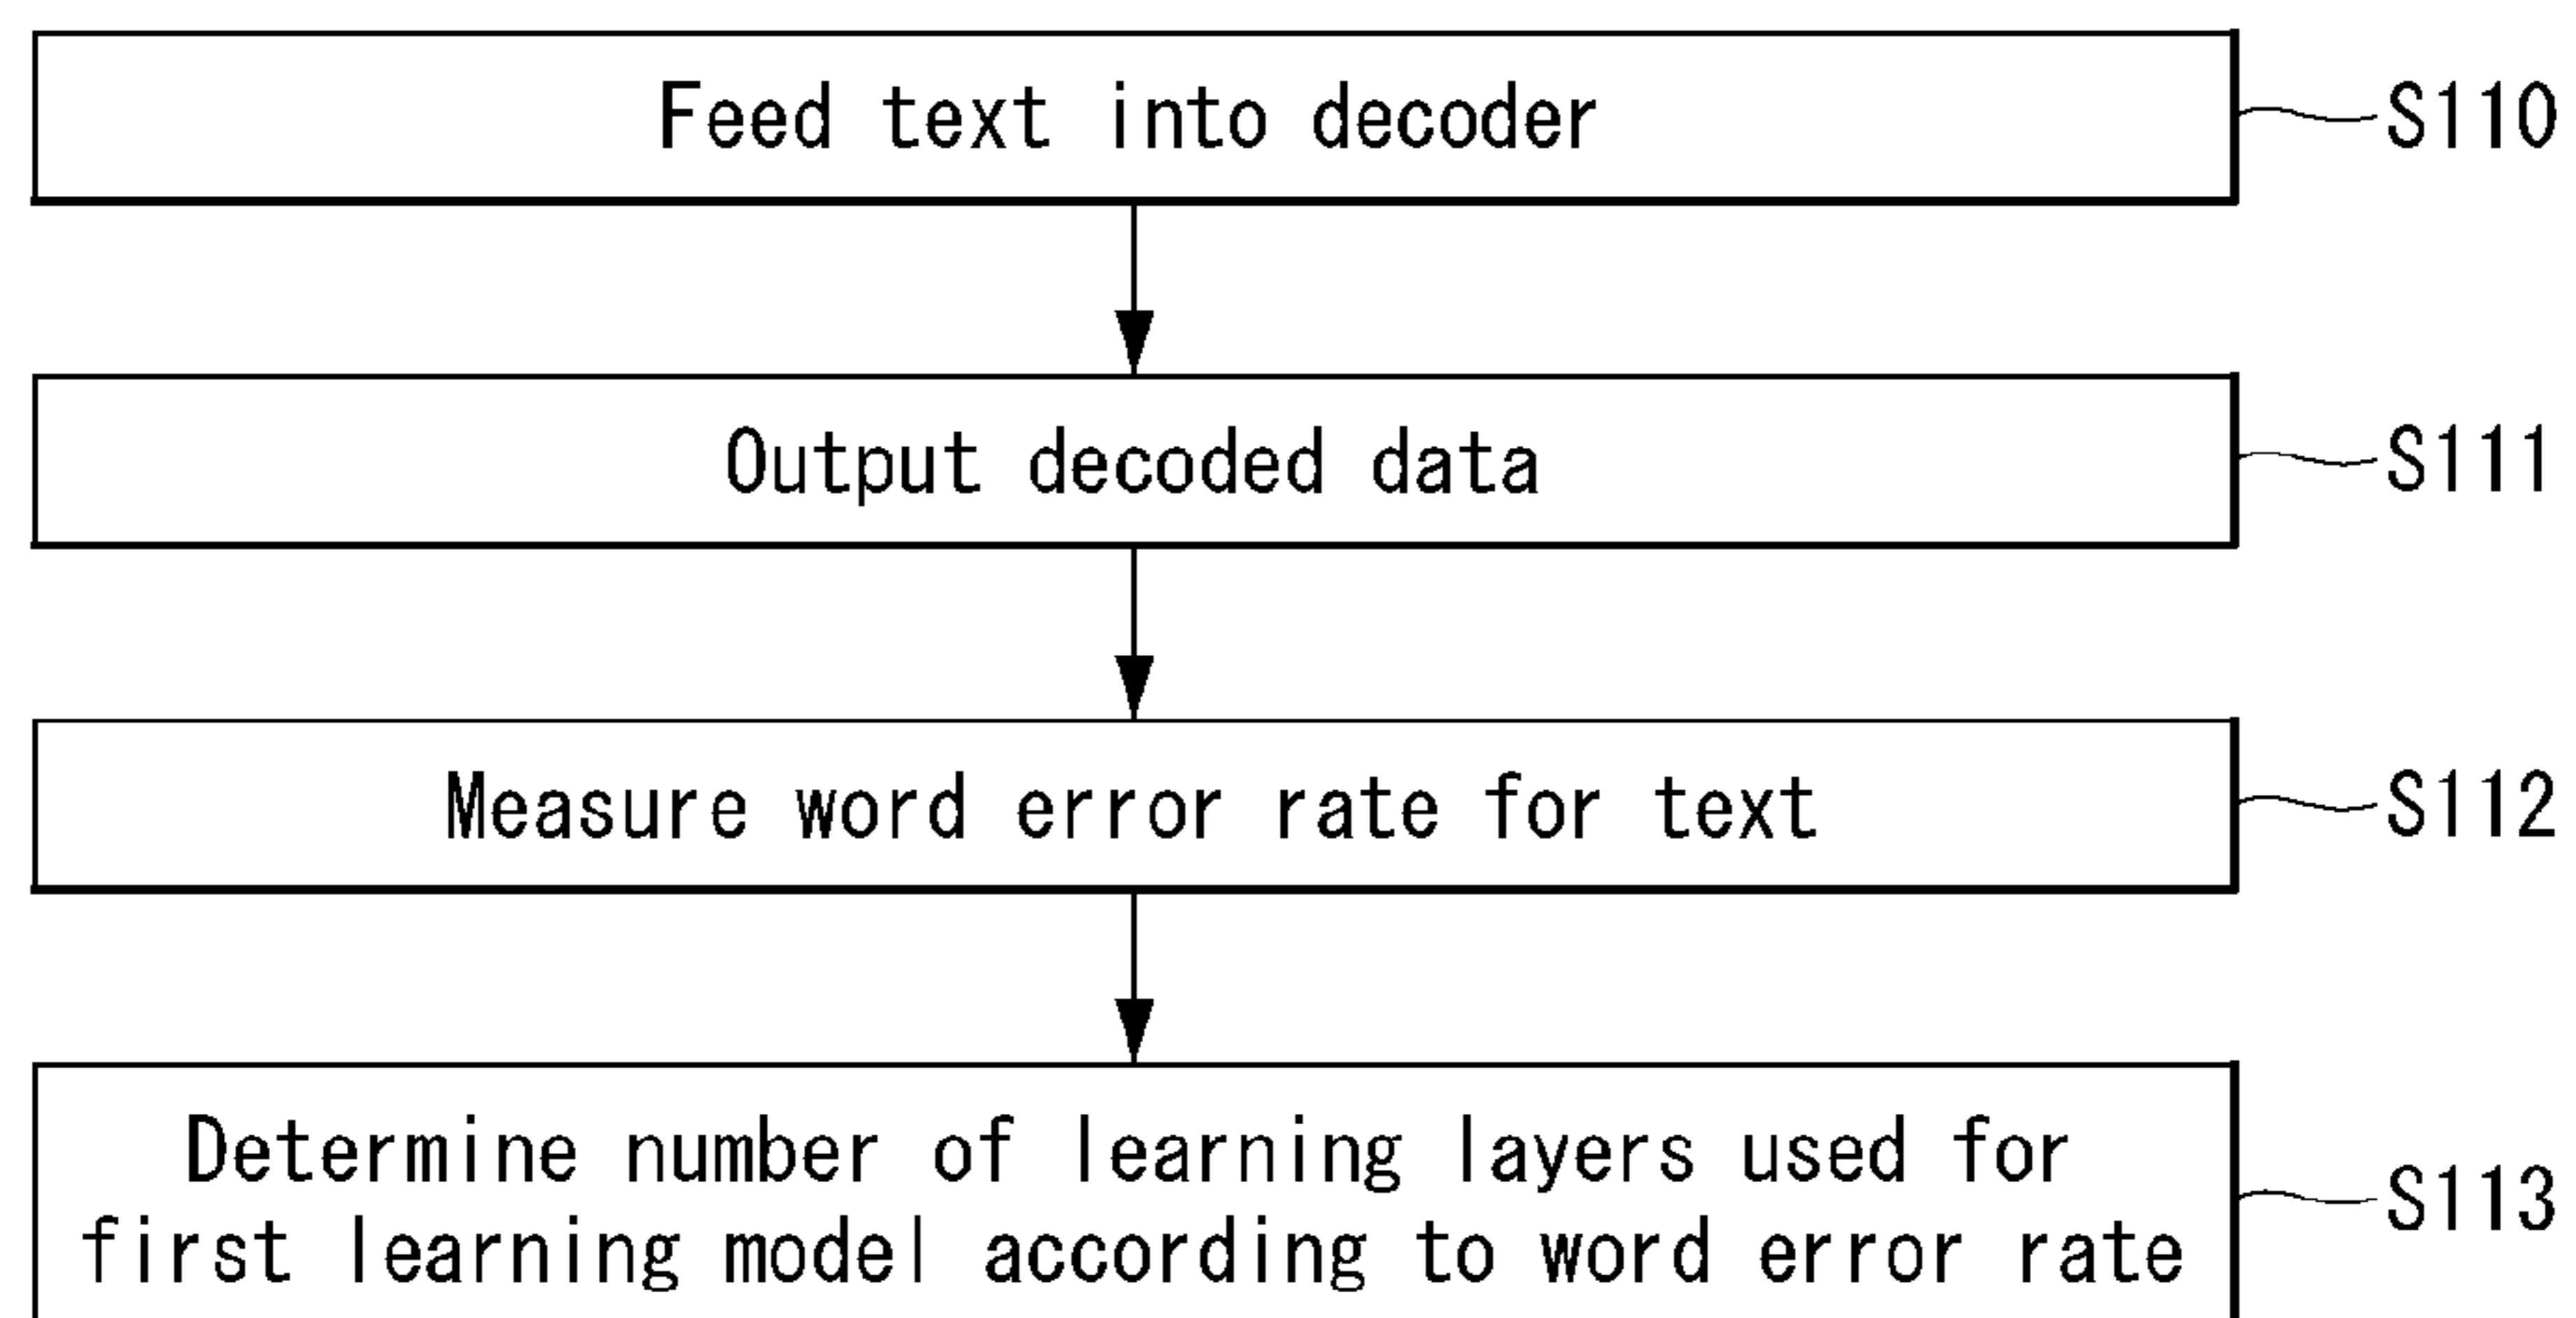 Feed text into decoder
S110
Output decoded data
S111
Measure word error rate for text
S112
Determine number of learning layers used for
first learning model according to word error rate
S113